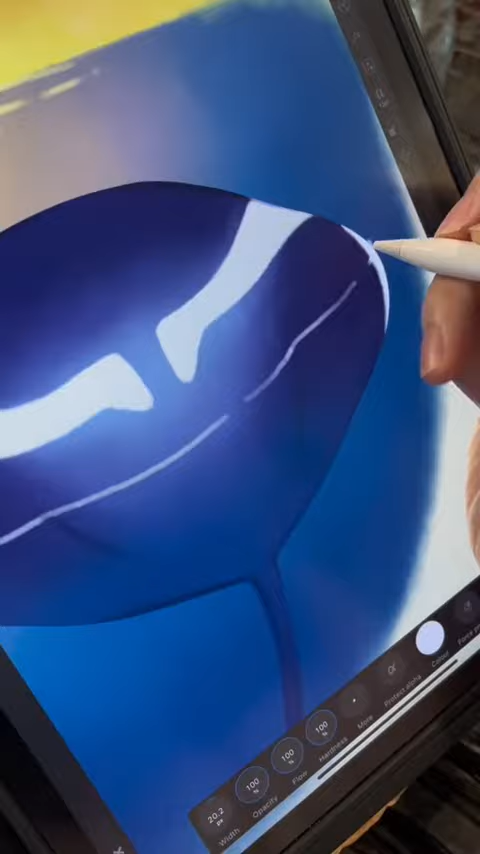 20.2 px
Width
100 %
Opacity
100 %
Flow
100 %
Hardness
More
Protect alpha
Colour